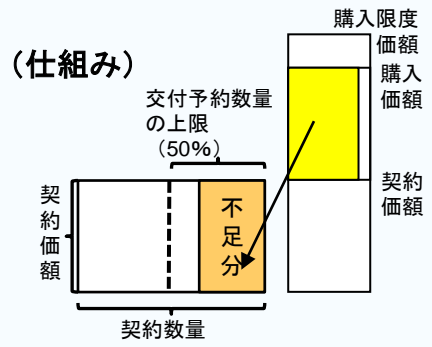 (仕組み)
交付予約数量
の上限
(50%)
購入限度
価額
購入
価額
契約
価額
契約価額
不足分
契約数量